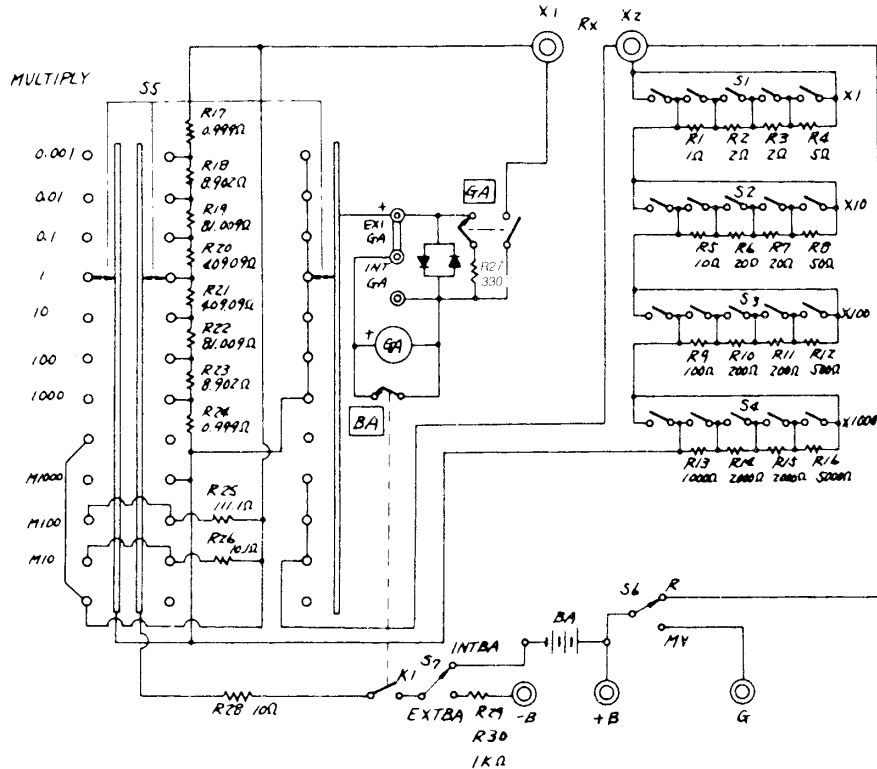 X1
RX
X2
MULTIPLY
S5
0.001
0.01
0.1
1
10
100
1000
M1000
M100
M10
R17
0.999Ω
R18
8.902Ω
R19
81.009Ω
R20
409.09Ω
R21
409.09Ω
R22
81.009Ω
R23
8.902Ω
R24
0.999Ω
R25
111.1Ω
R26
10.1Ω
+
EXT
GA
INT
GA
GA
R27
330
+
GA
BA
S1
X1
R1
1Ω
R2
2Ω
R3
2Ω
R4
5Ω
S2
X10
R5
10Ω
R6
20Ω
R7
20Ω
R8
50Ω
S3
X100
R9
100Ω
R10
200Ω
R11
200Ω
R12
500Ω
S4
X1000
R13
1000Ω
R14
2000Ω
R15
2000Ω
R16
5000Ω
S6
R
MV
BA
INTBA
S7
K1
EXTBA
R28 10Ω
R29
R30
1KΩ
-B
+B
G